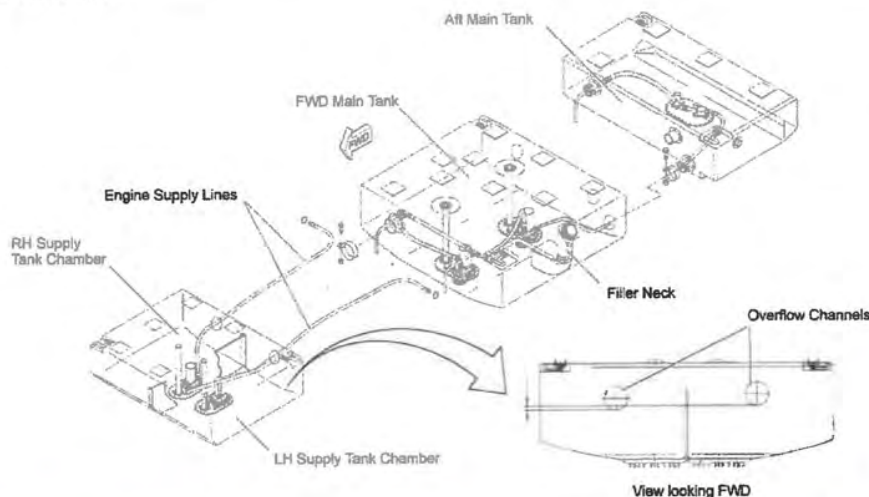 Aft Main Tank
FWD Main Tank
FWD
Engine Supply Lines
RH Supply
Tank Chamber
Filler Neck
Overflow Channels
LH Supply Tank Chamber
View looking FWD